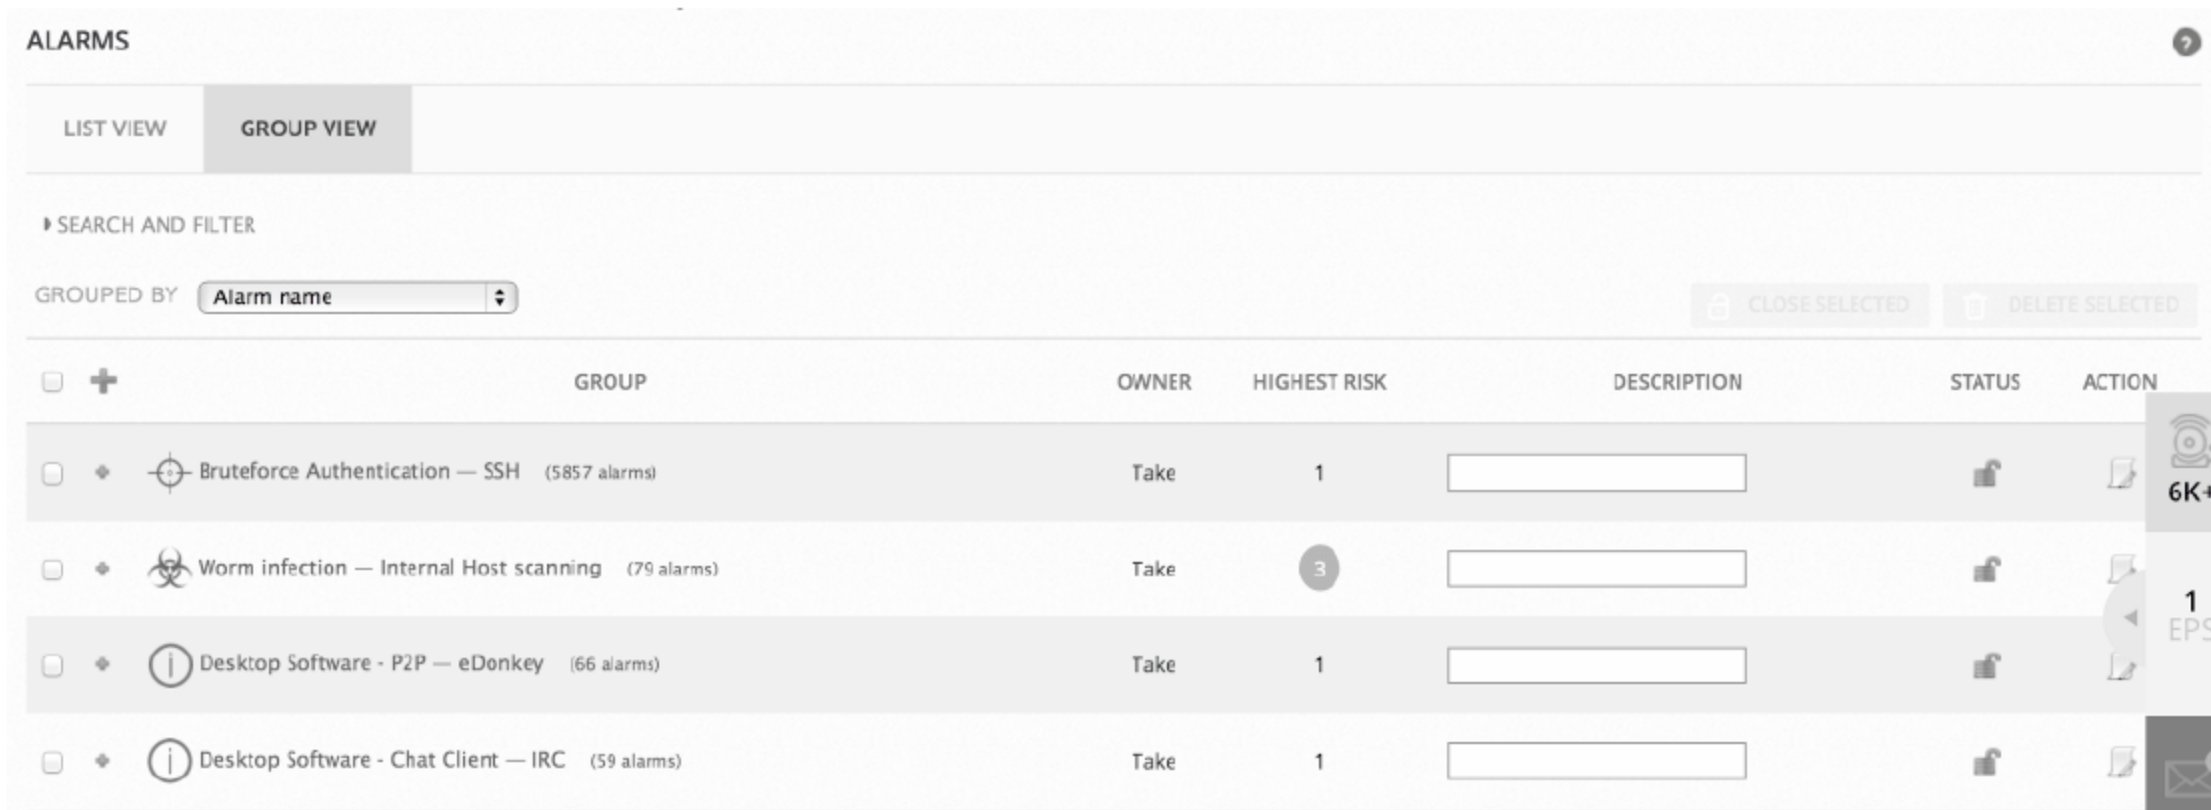 ALARMS
?
LIST VIEW GROUP VIEW
SEARCH AND FILTER
GROUPED BY Alarm name CLOSE SELECTED DELETE SELECTED
GROUP OWNER HIGHEST RISK DESCRIPTION STATUS ACTION
Bruteforce Authentication — SSH (5857 alarms) Take 1
6K+
Worm infection — Internal Host scanning (79 alarms) Take 3
1
EPS
Desktop Software - P2P — eDonkey (66 alarms) Take 1
Desktop Software - Chat Client — IRC (59 alarms) Take 1